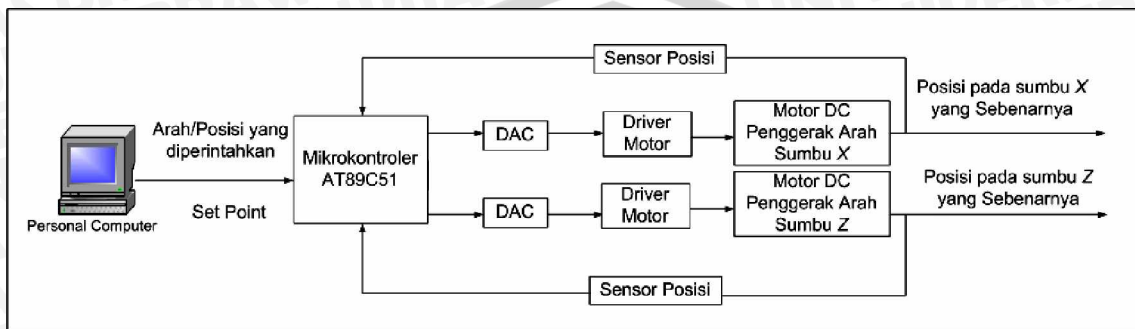 Sensor Posisi
Posisi pada sumbu X
yang Sebenarnya
Arah/Posisi yang
diperintahkan
Set Point
Personal Computer
Mikrokontroler
AT89C51
DAC
Driver
Motor
Motor DC
Penggerak Arah
Sumbu X
DAC
Driver
Motor
Motor DC
Penggerak Arah
Sumbu Z
Posisi pada sumbu Z
yang Sebenarnya
Sensor Posisi